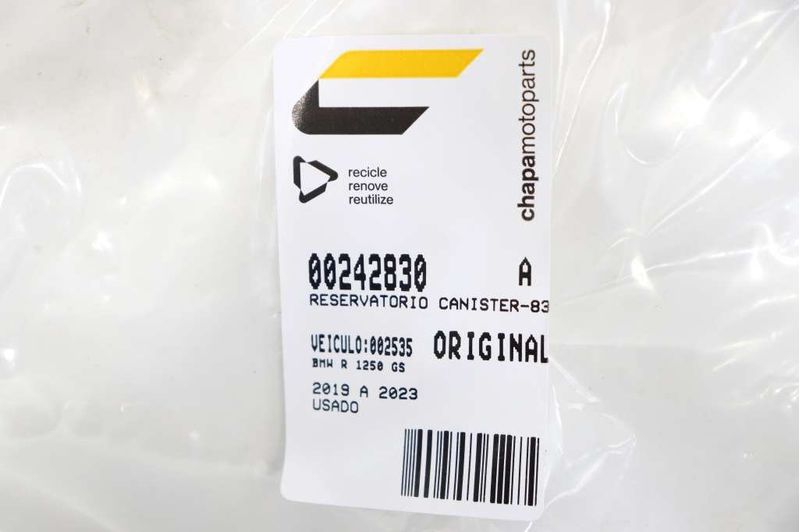 chapamotoparts
recicle
renove
reutilize
00242830 A
RESERVATORIO CANISTER-83
VEICULO:002535 ORIGINAL
BMW R 1250 GS
2019 A 2023
USADO